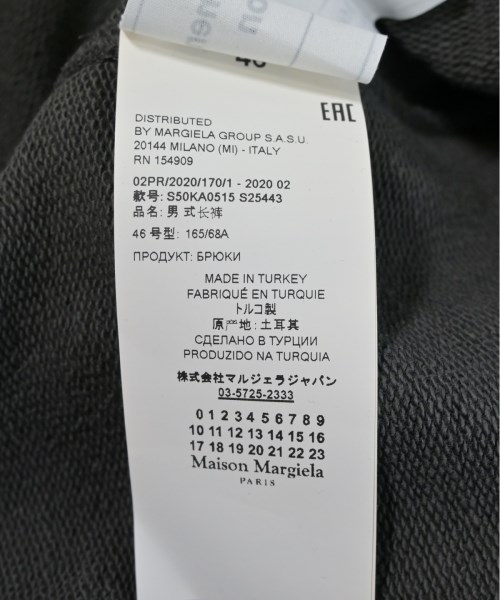 46
EAC
DISTRIBUTED
BY MARGIELA GROUP S.A.S.U.
20144 MILANO (MI) - ITALY
RN 154909
02PR/2020/170/1 - 2020 02
款号: S50KA0515 S25443
品名: 男 式长裤
46 号型: 165/68A
ПРОДУКТ: БРЮКИ
MADE IN TURKEY
FABRIQUÉ EN TURQUIE
トルコ製
原产地: 土耳其
СДЕЛАНО В ТУРЦИИ
PRODUZIDO NA TURQUIA
株式会社マルジェラジャパン
03-5725-2333
0 1 2 3 4 5 6 7 8 9
10 11 12 13 14 15 16
17 18 19 20 21 22 23
Maison Margiela
PARIS